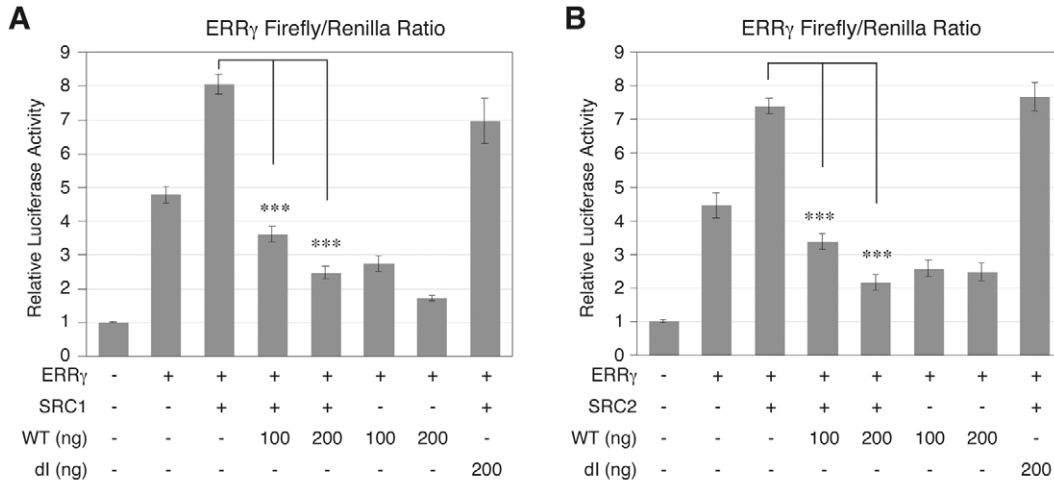 A
ERRγ Firefly/Renilla Ratio
Relative Luciferase Activity
9
8
7
6
5
4
3
2
1
0
***
***
ERRγ - + + + + + + +
SRC1 - - + + + - - +
WT (ng) - - - 100 200 100 200 -
dI (ng) - - - - - - - 200
B
ERRγ Firefly/Renilla Ratio
Relative Luciferase Activity
9
8
7
6
5
4
3
2
1
0
***
***
ERRγ - + + + + + + +
SRC2 - - + + + - - +
WT (ng) - - - 100 200 100 200 -
dI (ng) - - - - - - - 200